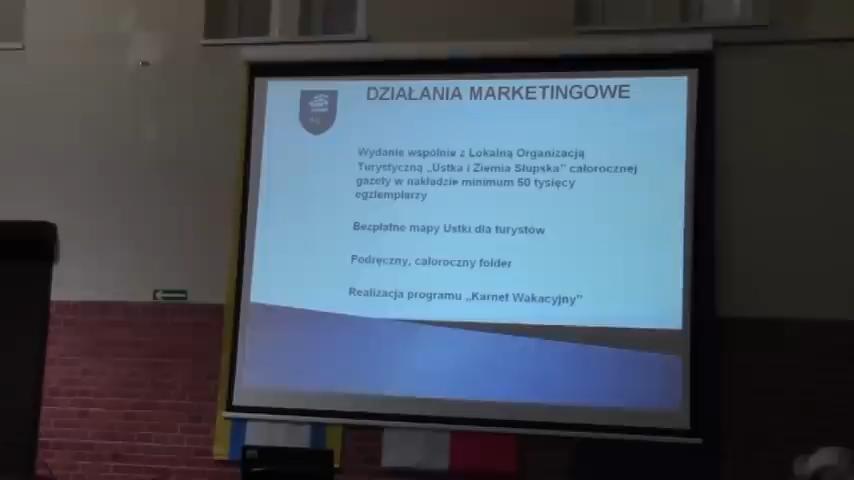 DZIAŁANIA MARKETINGOWE
Wydanie wspólnie z Lokalną Organizacją
Turystyczną „Ustka i Ziemia Słupska” całorocznej
gazety w nakładzie minimum 50 tysięcy
egzemplarzy
Bezpłatne mapy Ustki dla turystów
Podręczny, całoroczny folder
Realizacja programu „Karnet Wakacyjny”